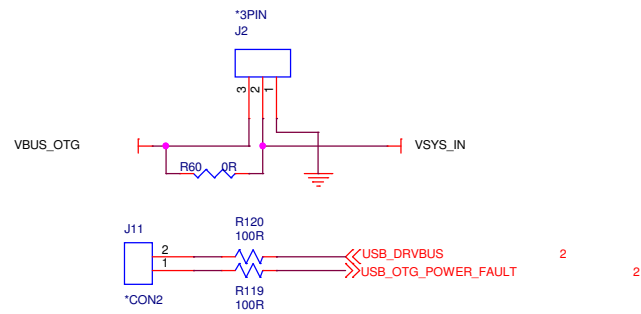 *3PIN
J2
3 2 1
VBUS_OTG
VSYS_IN
R60 0R
J11
R120
100R
2
USB_DRVBUS 2
1
USB_OTG_POWER_FAULT 2
R119
100R
*CON2